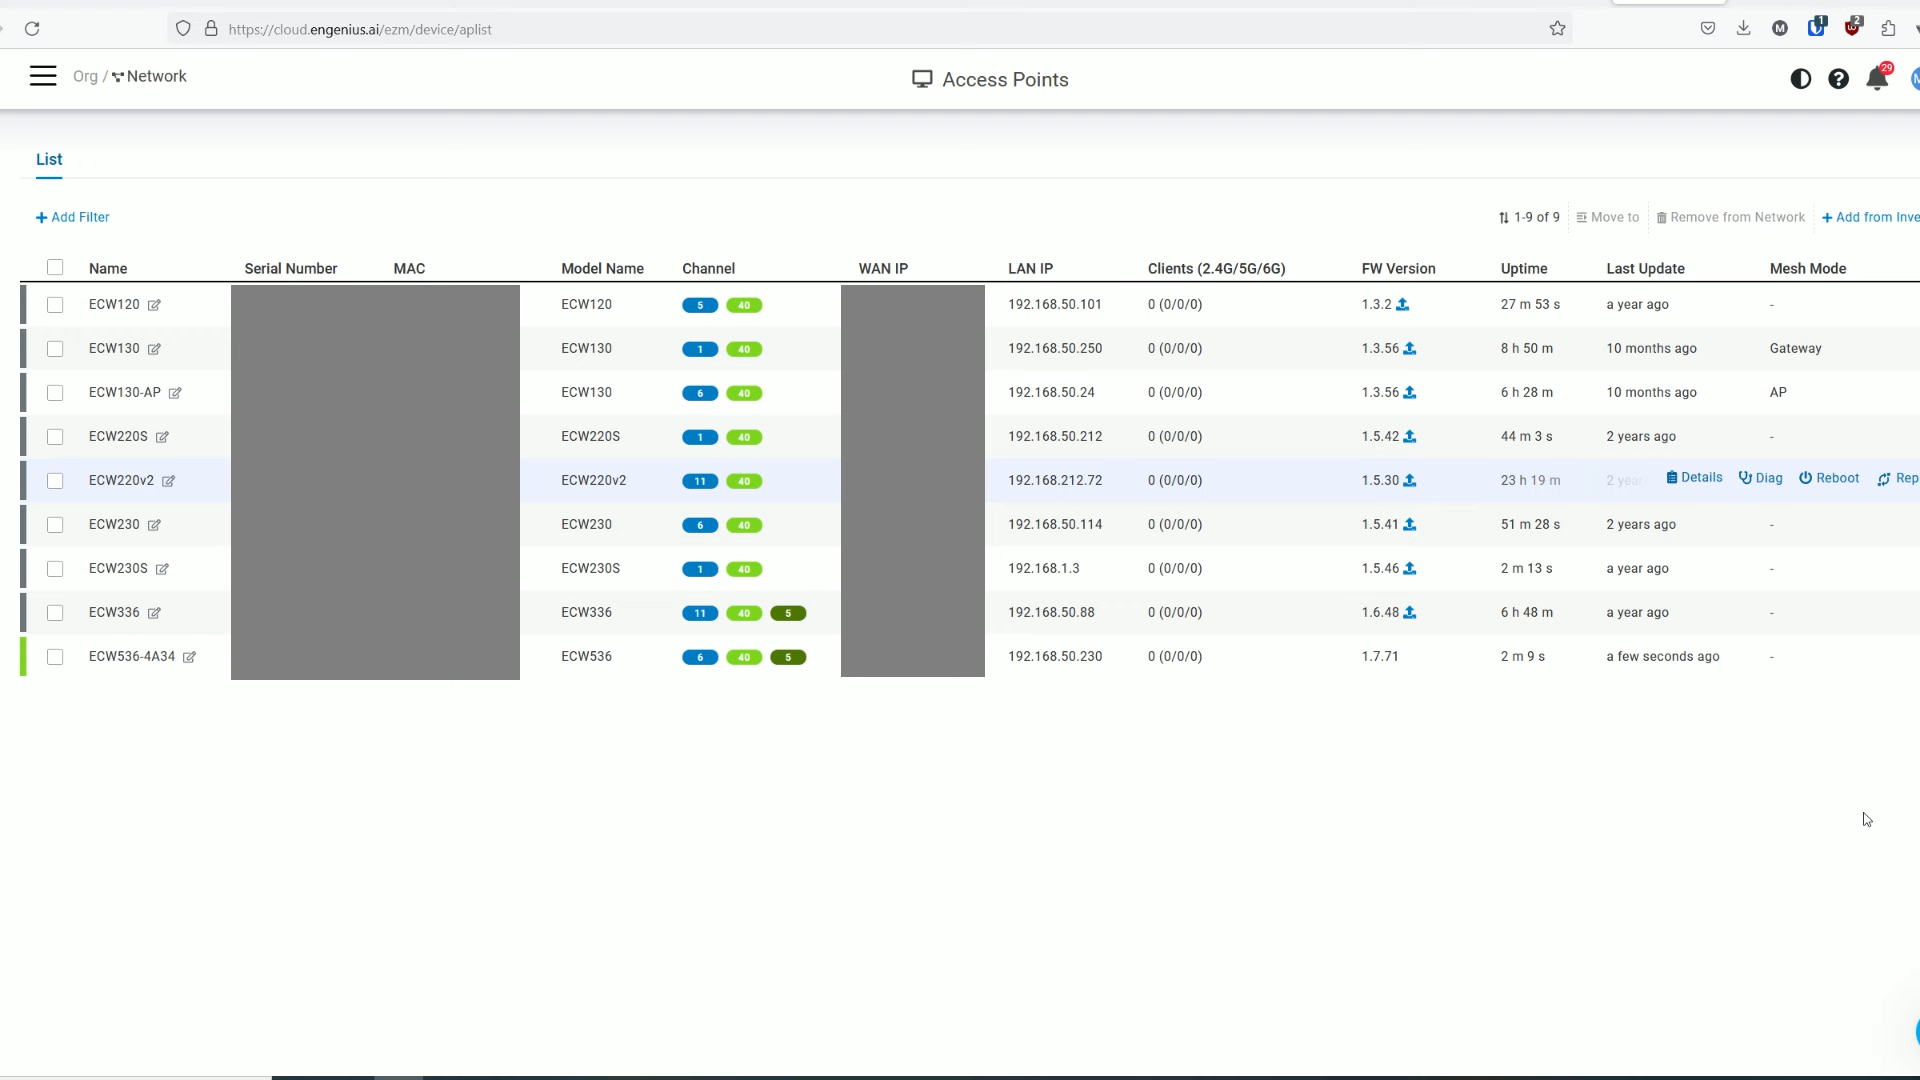 https://cloud.engenius.ai/ezm/device/aplist
M
1
2
Org / Network
Access Points
29
List
+ Add Filter
1-9 of 9
Move to
Remove from Network
+ Add from Inve
Name Serial Number MAC Model Name Channel WAN IP LAN IP Clients (2.4G/5G/6G) FW Version Uptime Last Update Mesh Mode
ECW120 ECW120 5 40 192.168.50.101 0 (0/0/0) 1.3.2 27 m 53 s a year ago -
ECW130 ECW130 1 40 192.168.50.250 0 (0/0/0) 1.3.56 8 h 50 m 10 months ago Gateway
ECW130-AP ECW130 6 40 192.168.50.24 0 (0/0/0) 1.3.56 6 h 28 m 10 months ago AP
ECW220S ECW220S 1 40 192.168.50.212 0 (0/0/0) 1.5.42 44 m 3 s 2 years ago -
ECW220v2 ECW220v2 11 40 192.168.212.72 0 (0/0/0) 1.5.30 23 h 19 m 2 year Details Diag Reboot Rep
ECW230 ECW230 6 40 192.168.50.114 0 (0/0/0) 1.5.41 51 m 28 s 2 years ago -
ECW230S ECW230S 1 40 192.168.1.3 0 (0/0/0) 1.5.46 2 m 13 s a year ago -
ECW336 ECW336 11 40 5 192.168.50.88 0 (0/0/0) 1.6.48 6 h 48 m a year ago -
ECW536-4A34 ECW536 6 40 5 192.168.50.230 0 (0/0/0) 1.7.71 2 m 9 s a few seconds ago -